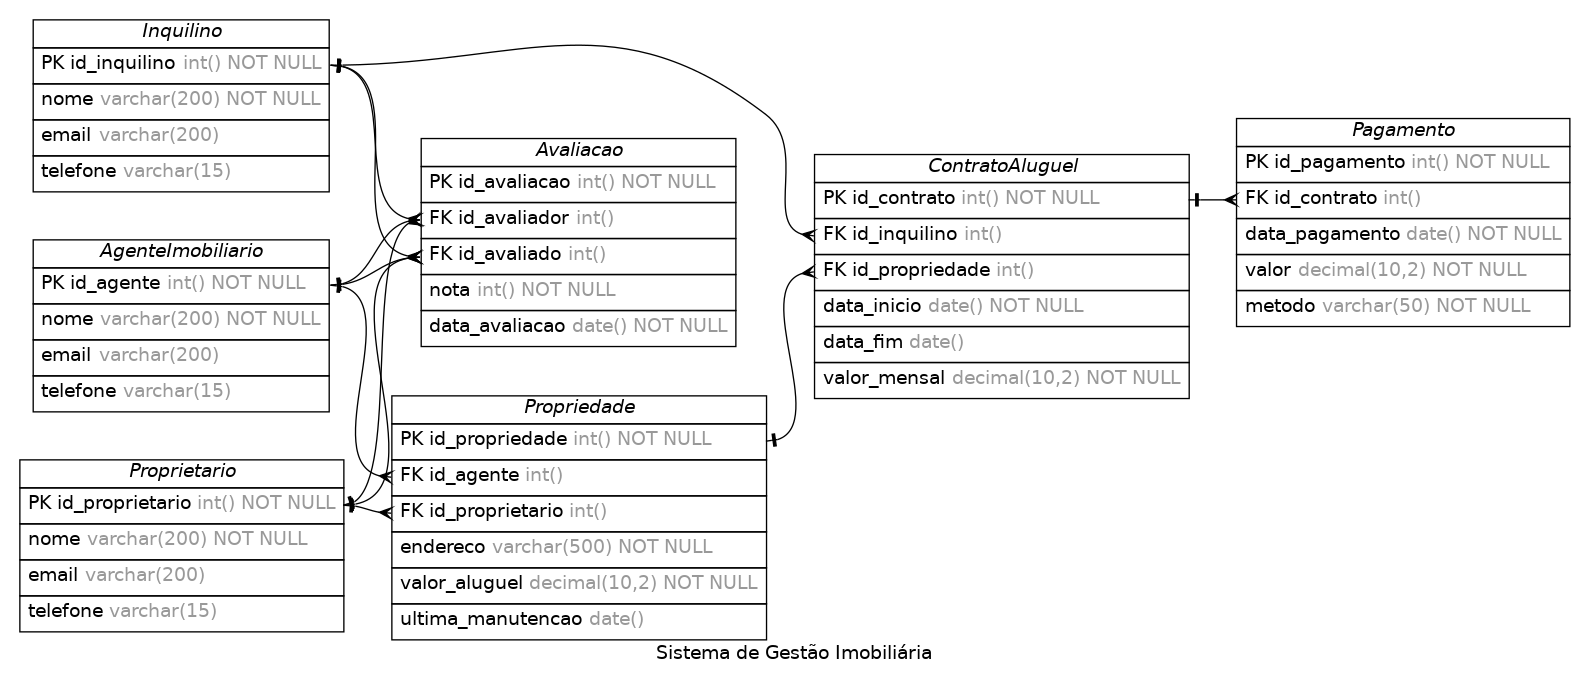 Inquilino
PK id_inquilino int() NOT NULL
nome varchar(200) NOT NULL
email varchar(200)
telefone varchar(15)
AgenteImobiliario
PK id_agente int() NOT NULL
nome varchar(200) NOT NULL
email varchar(200)
telefone varchar(15)
Proprietario
PK id_proprietário int() NOT NULL
nome varchar(200) NOT NULL
email varchar(200)
telefone varchar(15)
Avaliacao
PK id_avaliacao int() NOT NULL
FK id_avaliador int()
FK id_avaliado int()
nota int() NOT NULL
data_avaliacao date() NOT NULL
Propriedade
PK id_propriedade int() NOT NULL
FK id_agente int()
FK id_proprietario int()
endereco varchar(500) NOT NULL
valor_aluguel decimal(10,2) NOT NULL
ultima_manutencao date()
ContratoAluguel
PK id_contrato int() NOT NULL
FK id_inquilino int()
FK id_propriedade int()
data_inicio date() NOT NULL
data_fim date()
valor_mensal decimal(10,2) NOT NULL
Pagamento
PK id_pagamento int() NOT NULL
FK id_contrato int()
data_pagamento date() NOT NULL
valor decimal(10,2) NOT NULL
metodo varchar(50) NOT NULL
Sistema de Gestão Imobiliária